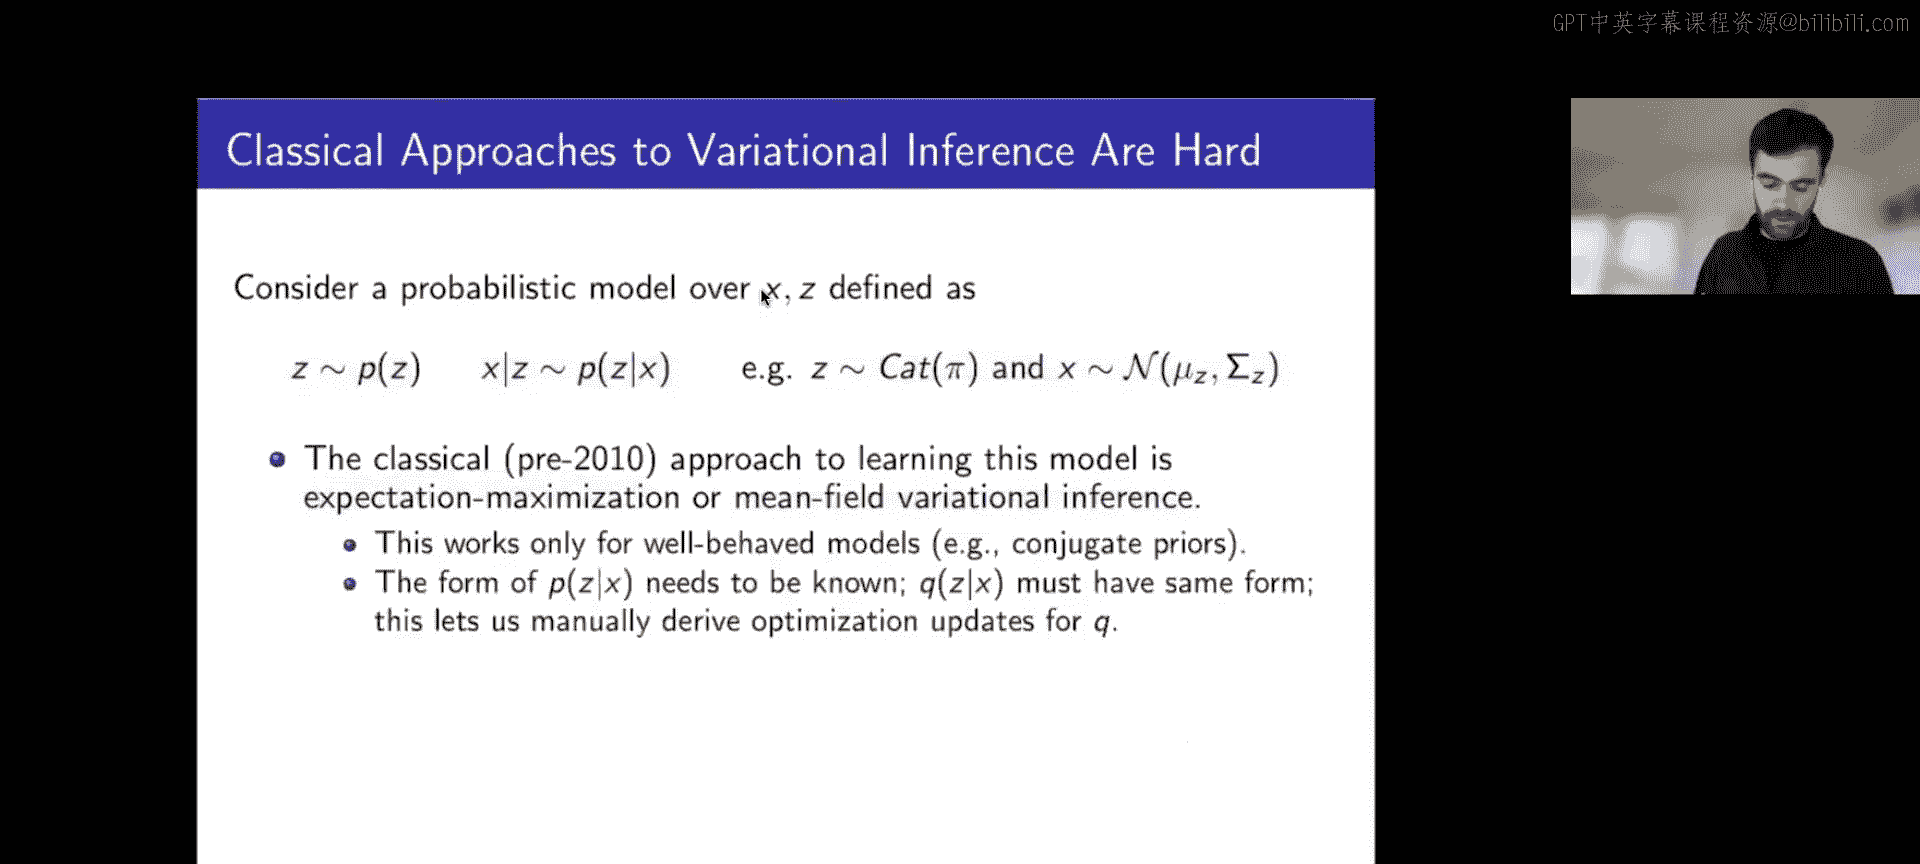 GPT中英字幕课程资源@bilibili.com
Classical Approaches to Variational Inference Are Hard
Consider a probabilistic model over x, z defined as
z ∼ p(z) x|z ∼ p(z|x) e.g. z ∼ Cat(π) and x ∼ 𝒩(μ_z, Σ_z)
The classical (pre-2010) approach to learning this model is
expectation-maximization or mean-field variational inference.
This works only for well-behaved models (e.g., conjugate priors).
The form of p(z|x) needs to be known; q(z|x) must have same form;
this lets us manually derive optimization updates for q.